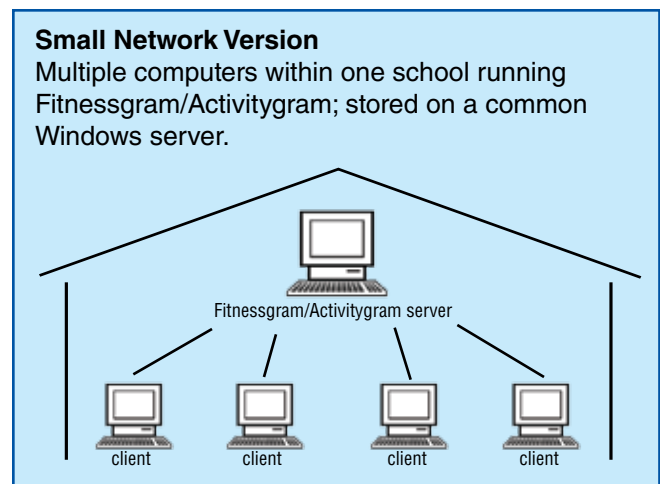 Small Network Version
Multiple computers within one school running
Fitnessgram/Activitygram; stored on a common
Windows server.
Fitnessgram/Activitygram server
client client client client